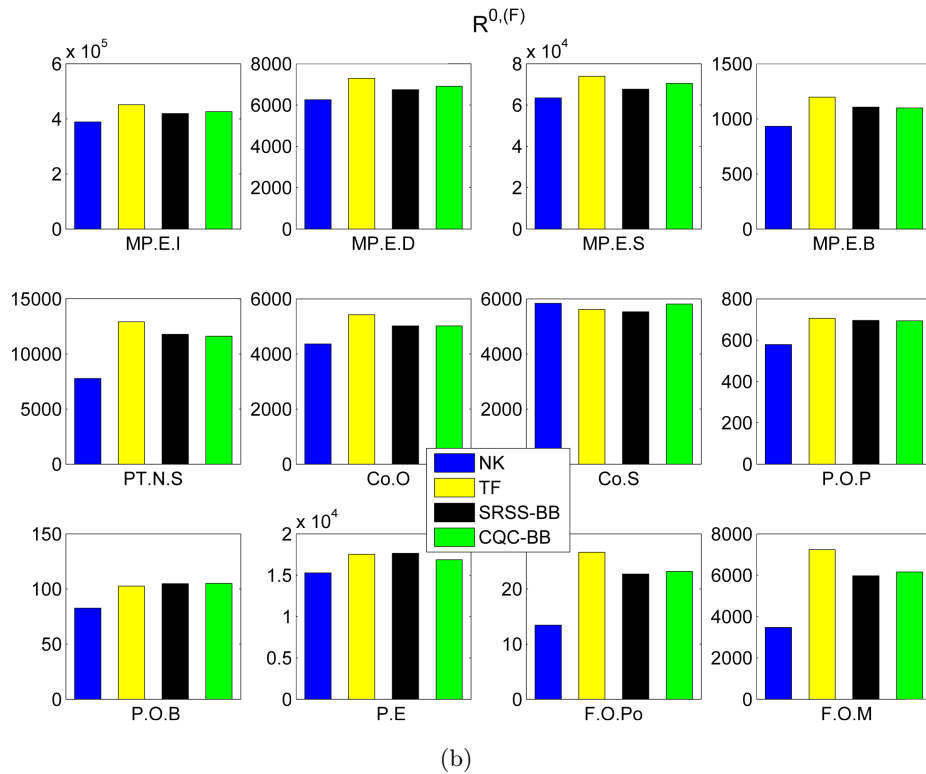 R^{0,(F)}
x 10^5
6
4
2
0
MP.E.I
8000
6000
4000
2000
0
MP.E.D
x 10^4
8
6
4
2
0
MP.E.S
1500
1000
500
0
MP.E.B
15000
10000
5000
0
PT.N.S
6000
4000
2000
0
Co.O
6000
4000
2000
0
Co.S
800
600
400
200
0
P.O.P
NK
TF
SRSS-BB
CQC-BB
150
100
50
0
P.O.B
x 10^4
2
1.5
1
0.5
0
P.E
20
10
0
F.O.Po
8000
6000
4000
2000
0
F.O.M
(b)